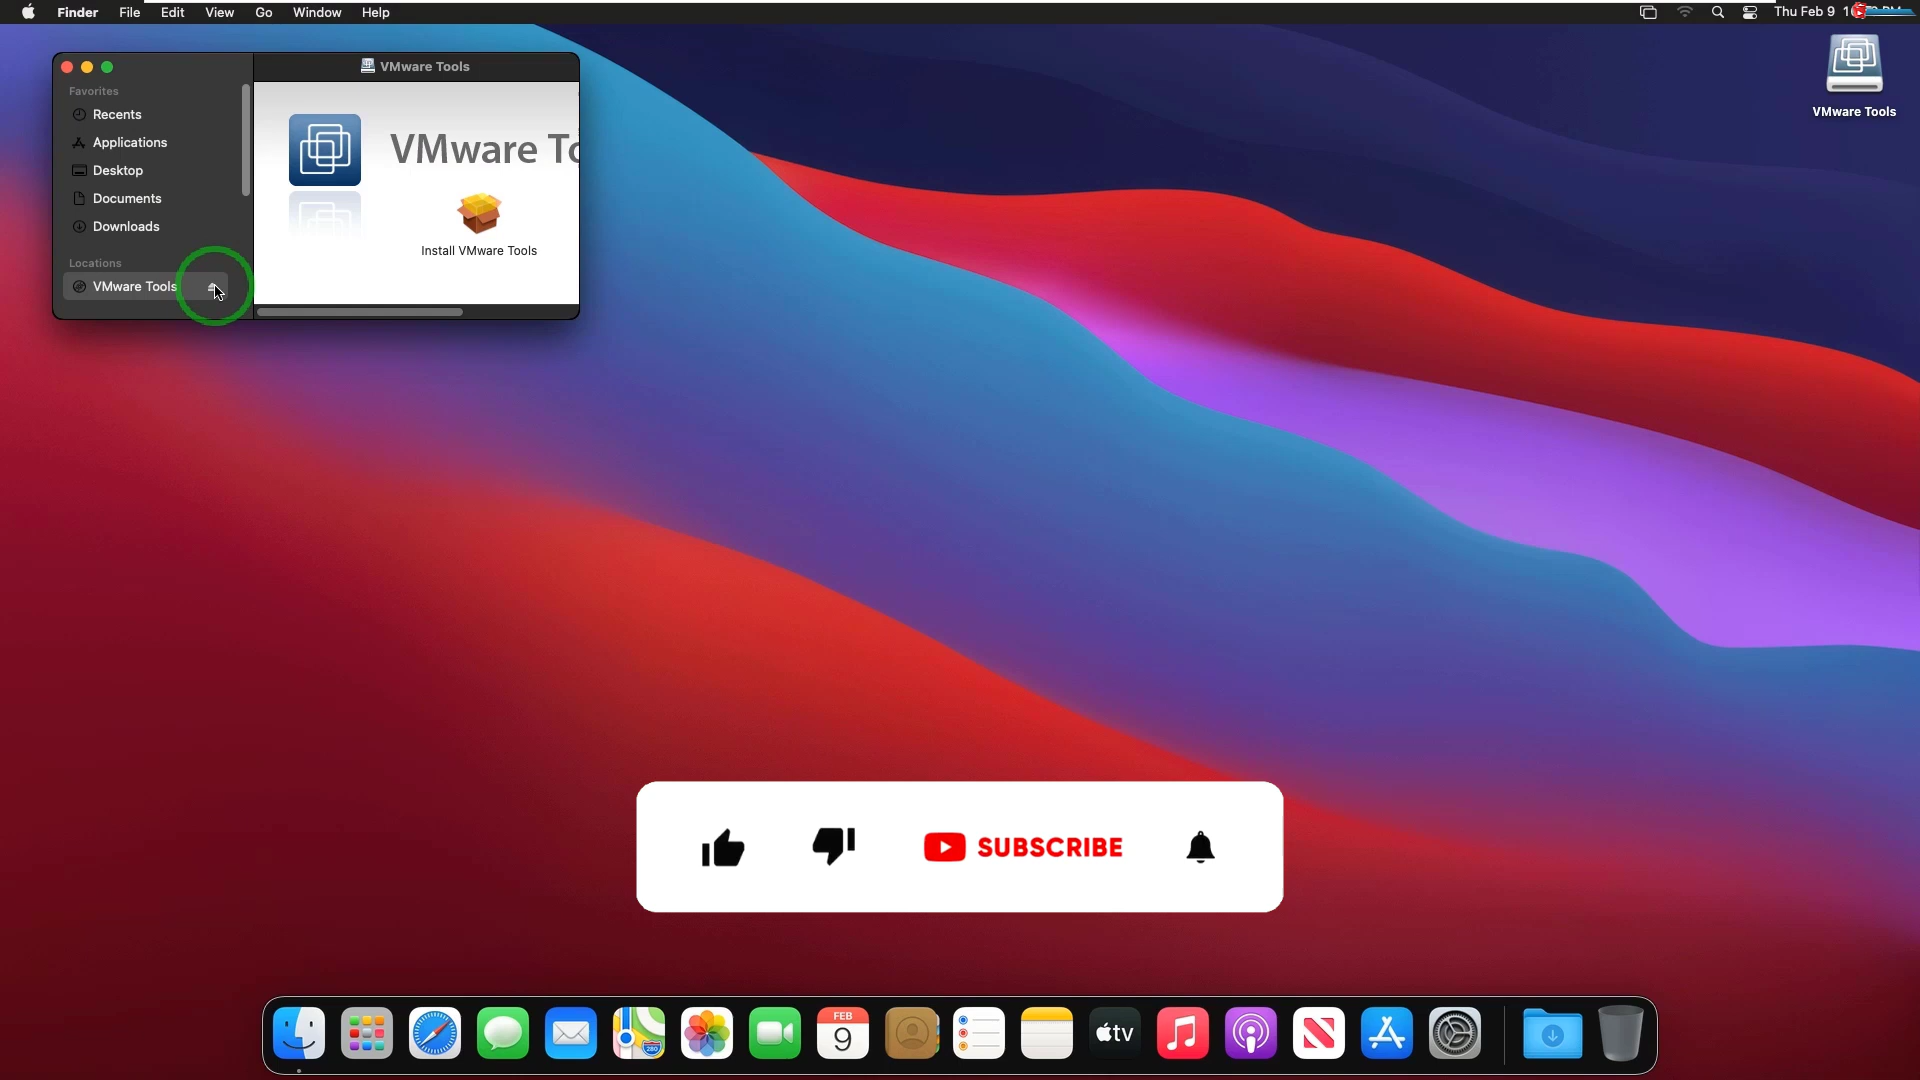 Finder File Edit View Go Window Help
Thu Feb 9
VMware Tools
Favorites
Recents
Applications
Desktop
Documents
Downloads
Locations
VMware Tools
VMware Tools
VMware To
Install VMware Tools
SUBSCRIBE
280
FEB
9
tv